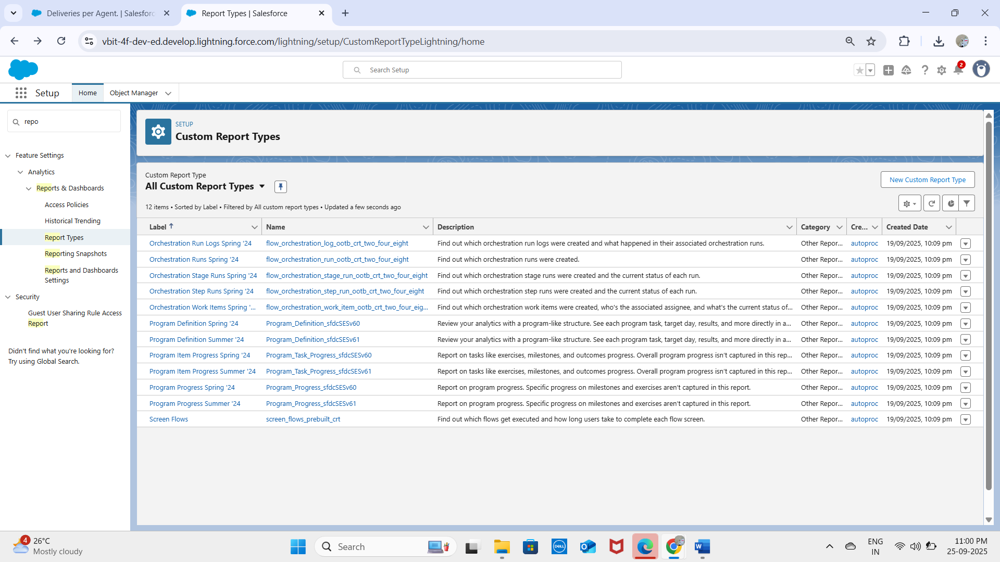 Deliveries per Agent. | Salesforc
Report Types | Salesforce
vbit-4f-dev-ed.develop.lightning.force.com/lightning/setup/CustomReportTypeLightning/home
Search Setup
2
Setup
Home
Object Manager
repo
Feature Settings
Analytics
Reports & Dashboards
Access Policies
Historical Trending
Report Types
Reporting Snapshots
Reports and Dashboards
Settings
Security
Guest User Sharing Rule Access
Report
Didn't find what you're looking for?
Try using Global Search.
SETUP
Custom Report Types
Custom Report Type
All Custom Report Types
New Custom Report Type
12 items • Sorted by Label • Filtered by All custom report types • Updated a few seconds ago
Label Name Description Category Cre... Created Date
Orchestration Run Logs Spring '24 flow_orchestration_log_ootb_crt_two_four_eight Find out which orchestration run logs were created and what happened in their associated orchestration runs. Other Repor... autoproc 19/09/2025, 10:09 pm
Orchestration Runs Spring '24 flow_orchestration_run_ootb_crt_two_four_eight Find out which orchestration runs were created. Other Repor... autoproc 19/09/2025, 10:09 pm
Orchestration Stage Runs Spring '24 flow_orchestration_stage_run_ootb_crt_two_four_eight Find out which orchestration stage runs were created and the current status of each run. Other Repor... autoproc 19/09/2025, 10:09 pm
Orchestration Step Runs Spring '24 flow_orchestration_step_run_ootb_crt_two_four_eight Find out which orchestration step runs were created and the current status of each run. Other Repor... autoproc 19/09/2025, 10:09 pm
Orchestration Work Items Spring '... flow_orchestration_work_item_ootb_crt_two_four_eig... Find out which orchestration work items were created, who's the associated assignee, and what's the current status of... Other Repor... autoproc 19/09/2025, 10:09 pm
Program Definition Spring '24 Program_Definition_sfdcSESv60 Review your analytics with a program-like structure. See each program task, target day, results, and more directly in a... Other Repor... autoproc 19/09/2025, 10:09 pm
Program Definition Summer '24 Program_Definition_sfdcSESv61 Review your analytics with a program-like structure. See each program task, target day, results, and more directly in a... Other Repor... autoproc 19/09/2025, 10:09 pm
Program Item Progress Spring '24 Program_Task_Progress_sfdcSESv60 Report on tasks like exercises, milestones, and outcomes progress. Overall program progress isn't captured in this rep... Other Repor... autoproc 19/09/2025, 10:09 pm
Program Item Progress Summer '24 Program_Task_Progress_sfdcSESv61 Report on tasks like exercises, milestones, and outcomes progress. Overall program progress isn't captured in this rep... Other Repor... autoproc 19/09/2025, 10:09 pm
Program Progress Spring '24 Program_Progress_sfdcSESv60 Report on program progress. Specific progress on milestones and exercises aren't captured in this report. Other Repor... autoproc 19/09/2025, 10:09 pm
Program Progress Summer '24 Program_Progress_sfdcSESv61 Report on program progress. Specific progress on milestones and exercises aren't captured in this report. Other Repor... autoproc 19/09/2025, 10:09 pm
Screen Flows screen_flows_prebuilt_crt Find out which flows get executed and how long users take to complete each flow screen. Other Repor... autoproc 19/09/2025, 10:09 pm
4
26°C
Mostly cloudy
Search
DELL
ENG
IN
11:00 PM
25-09-2025